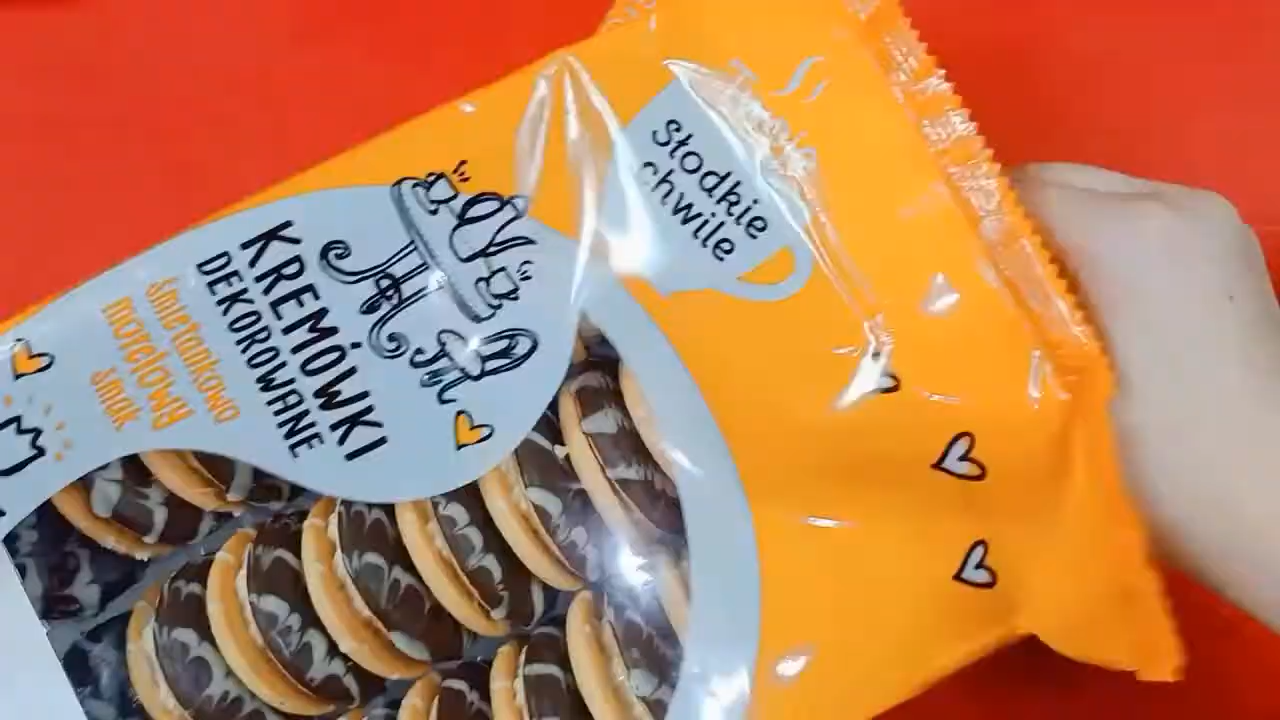 Słodkie
chwile
KREMÓWKI
DEKOROWANE
śmietankowo
morelowy
smak